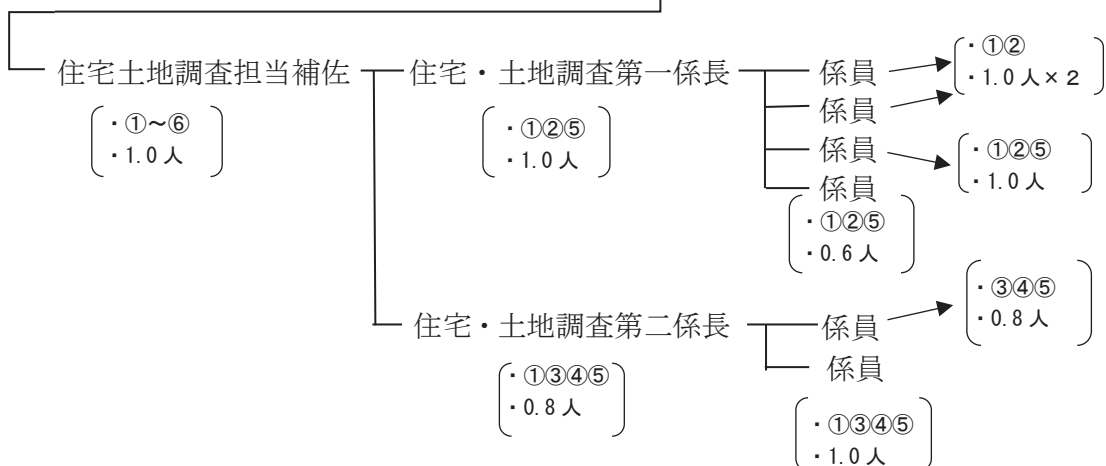 住宅土地調査担当補佐
・①～⑥
・1.0人
住宅・土地調査第一係長
・①②⑤
・1.0人
係員
・①②
・1.0人×2
係員
係員
・①②⑤
・1.0人
係員
・①②⑤
・0.6人
住宅・土地調査第二係長
・①③④⑤
・0.8人
係員
・③④⑤
・0.8人
係員
・①③④⑤
・1.0人